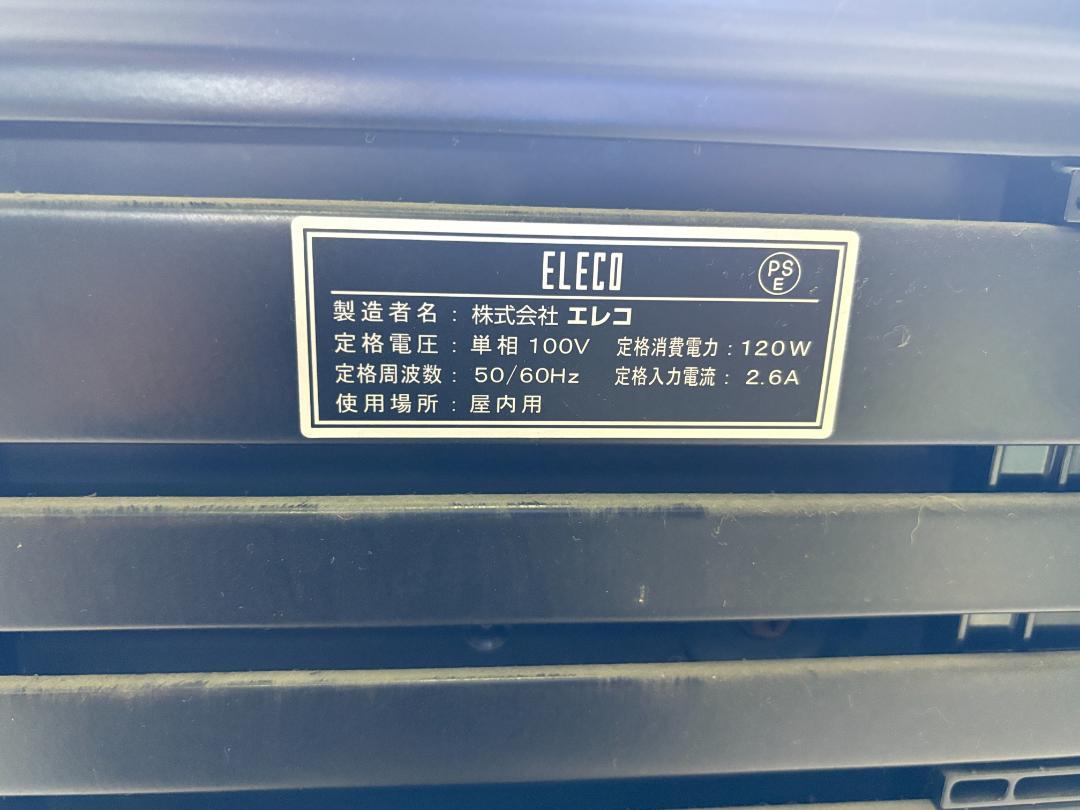 ELECO
PS
E
製造者名：株式会社 エレコ
定格電圧：単相 100V 定格消費電力：120W
定格周波数：50/60Hz 定格入力電流：2.6A
使用場所：屋内用